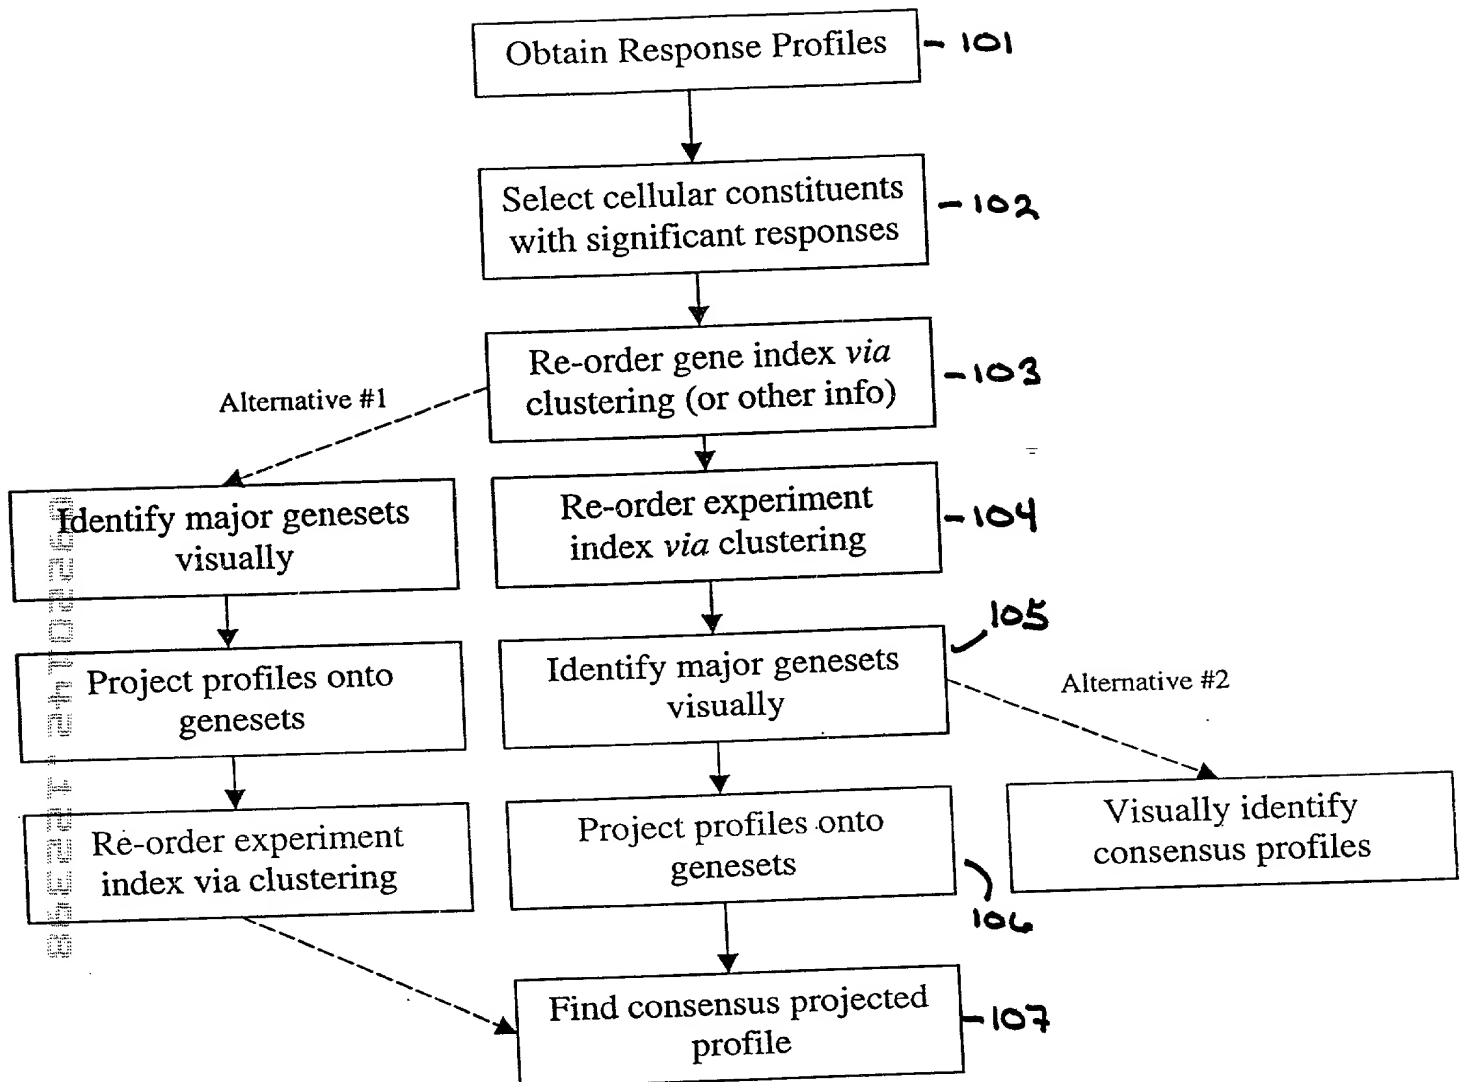 Obtain Response Profiles
101
Select cellular constituents
with significant responses
102
Re-order gene index via
clustering (or other info)
103
Alternative #1
Identify major genesets
visually
Re-order experiment
index via clustering
104
105
Project profiles onto
genesets
Identify major genesets
visually
Alternative #2
Re-order experiment
index via clustering
Project profiles onto
genesets
106
Visually identify
consensus profiles
Find consensus projected
profile
107